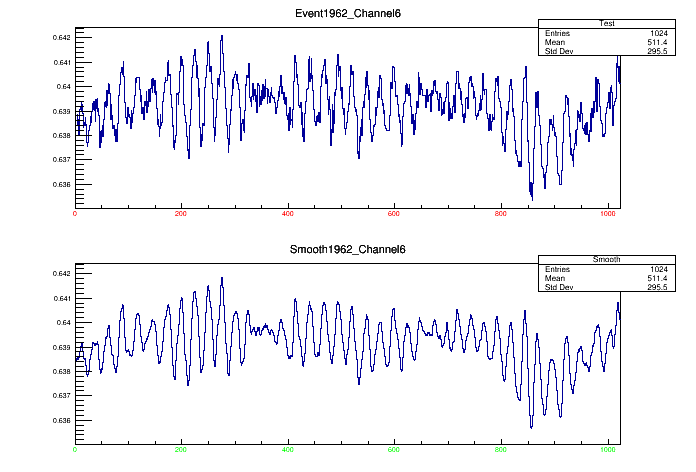 Event1962_Channel6
Test
Entries 1024
Mean 511.4
Std Dev 295.5
0.642
0.641
0.64
0.639
0.638
0.637
0.636
0 200 400 600 800 1000
Smooth1962_Channel6
Smooth
Entries 1024
Mean 511.4
Std Dev 295.5
0.642
0.641
0.64
0.639
0.638
0.637
0.636
0 200 400 600 800 1000